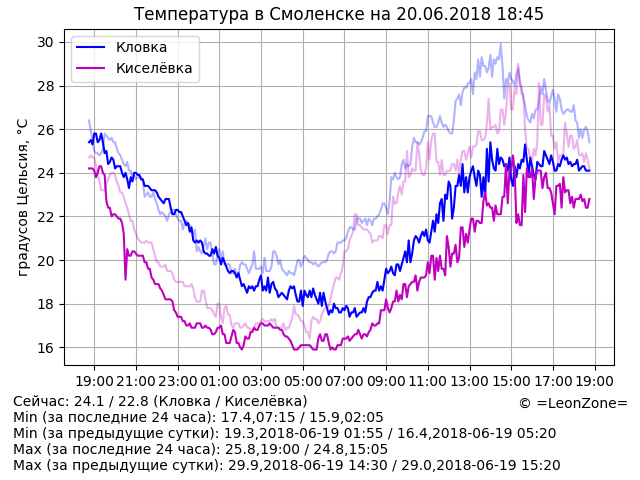 Температура в Смоленске на 20.06.2018 18:45
Кловка
Киселёвка
градусов Цельсия, °C
30
28
26
24
22
20
18
16
19:00 21:00 23:00 01:00 03:00 05:00 07:00 09:00 11:00 13:00 15:00 17:00 19:00
Сейчас: 24.1 / 22.8 (Кловка / Киселёвка)
© =LeonZone=
Min (за последние 24 часа): 17.4,07:15 / 15.9,02:05
Min (за предыдущие сутки): 19.3,2018-06-19 01:55 / 16.4,2018-06-19 05:20
Max (за последние 24 часа): 25.8,19:00 / 24.8,15:05
Max (за предыдущие сутки): 29.9,2018-06-19 14:30 / 29.0,2018-06-19 15:20